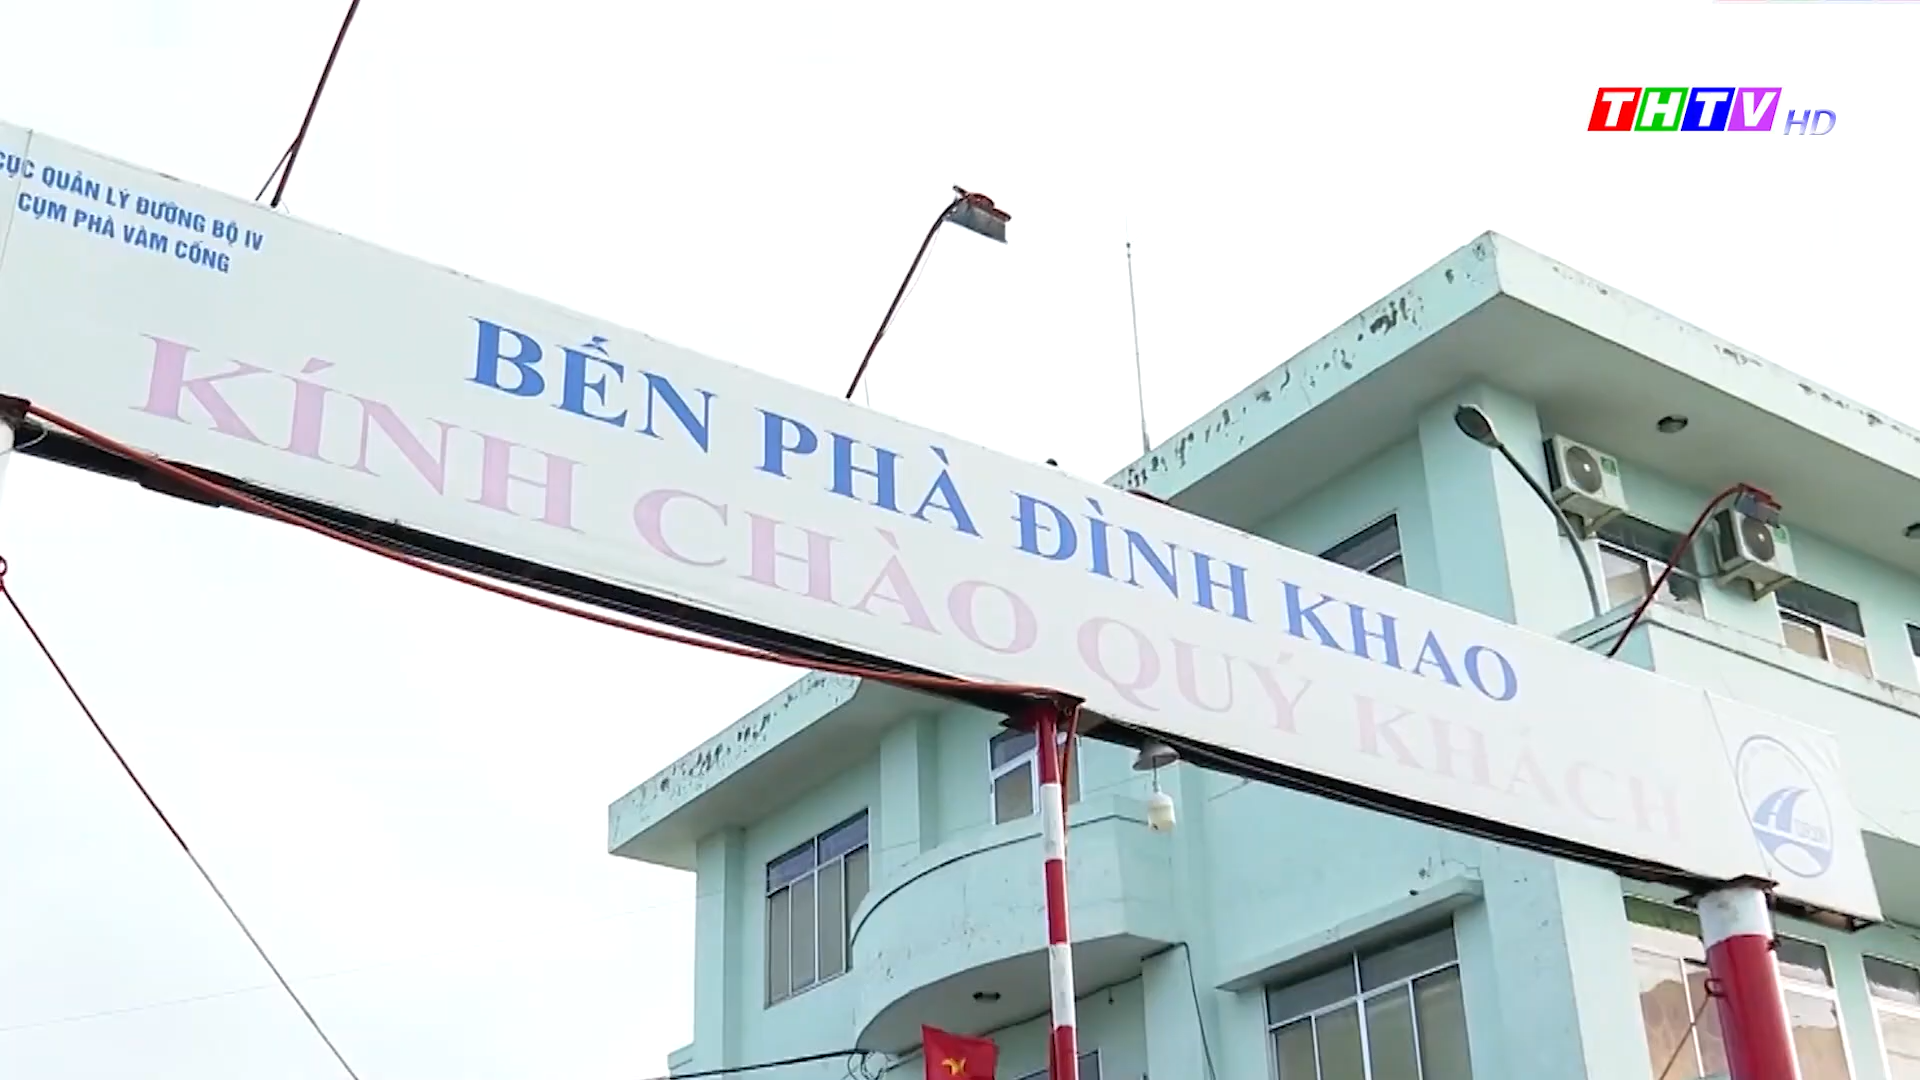 CỤC QUẢN LÝ ĐƯỜNG BỘ IV
CỤM PHÀ VÀM CỐNG
BẾN PHÀ ĐÌNH KHAO
KÍNH CHÀO QUÝ KHÁCH
THTV HD